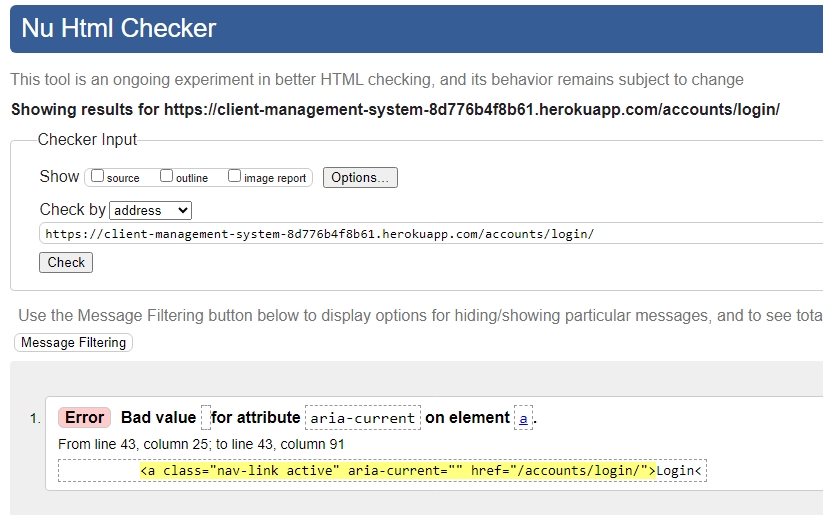 Nu Html Checker
This tool is an ongoing experiment in better HTML checking, and its behavior remains subject to change
Showing results for https://client-management-system-8d776b4f8b61.herokuapp.com/accounts/login/
Checker Input
Show source outline image report Options...
Check by address
https://client-management-system-8d776b4f8b61.herokuapp.com/accounts/login/
Check
Use the Message Filtering button below to display options for hiding/showing particular messages, and to see
Message Filtering
1. Error Bad value for attribute aria-current on element a.
From line 43, column 25; to line 43, column 91
<a class="nav-link active" aria-current="" href="/accounts/login/">Login<